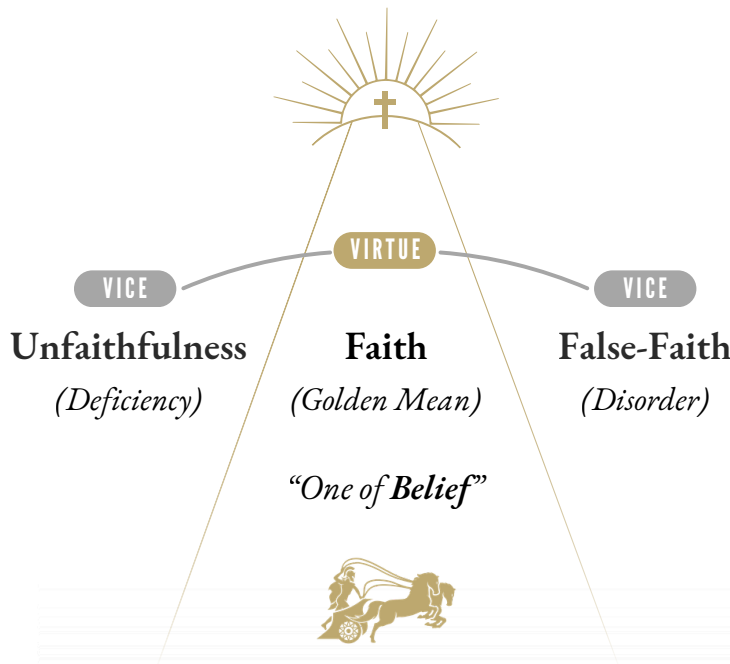 VIRTUE
VICE
VICE
Unfaithfulness
Faith
False-Faith
(Deficiency)
(Golden Mean)
(Disorder)
“One of Belief”